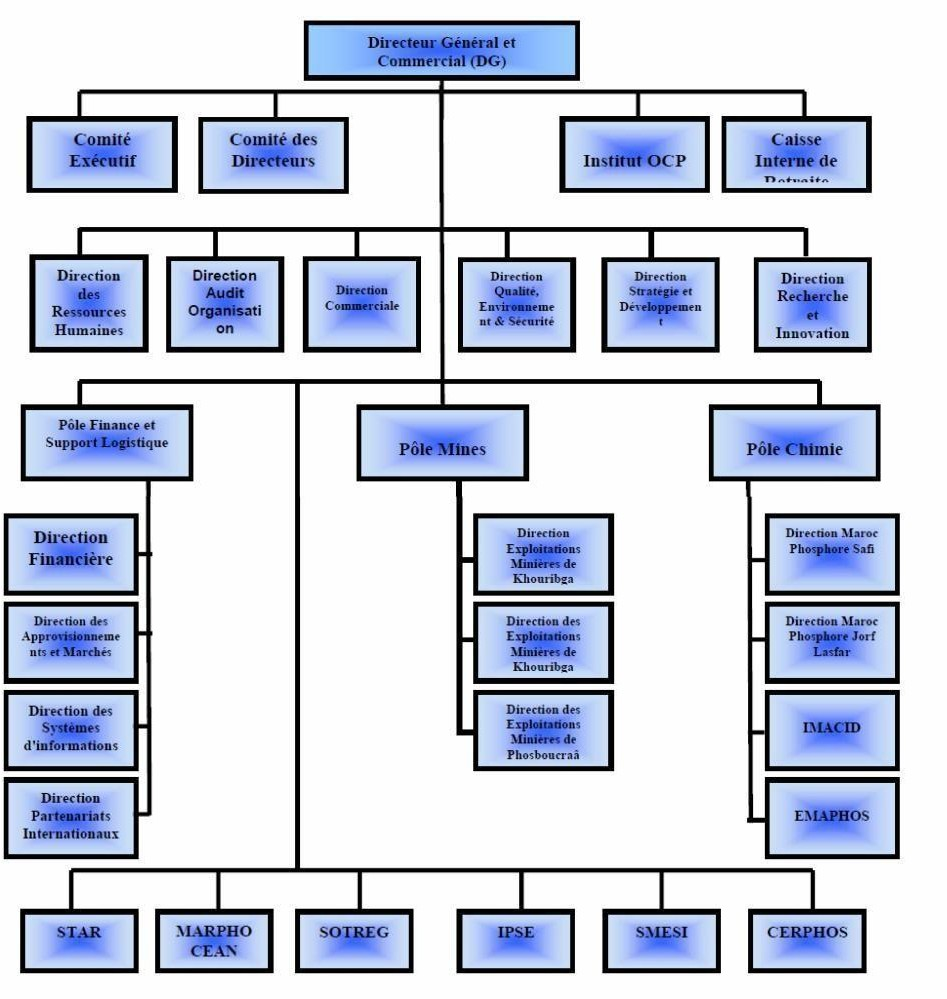 Directeur Général et
Commercial (DG)
Comité
Exécutif
Comité des
Directeurs
Institut OCP
Caisse
Interne de
Retraite
Direction
des
Ressources
Humaines
Direction
Audit
Organisati
on
Direction
Commerciale
Direction
Qualité,
Environneme
nt & Sécurité
Direction
Stratégie et
Développemen
t
Direction
Recherche
et
Innovation
Pôle Finance et
Support Logistique
Pôle Mines
Pôle Chimie
Direction
Financière
Direction des
Approvisionneme
nts et Marchés
Direction des
Systèmes
d'informations
Direction
Partenariats
Internationaux
Direction
Exploitations
Minières de
Khouribga
Direction des
Exploitations
Minières de
Khouribga
Direction des
Exploitations
Minières de
Phosboucraâ
Direction Maroc
Phosphore Safi
Direction Maroc
Phosphore Jorf
Lasfar
IMACID
EMAPHOS
STAR
MARPHO
CEAN
SOTREG
IPSE
SMESI
CERPHOS